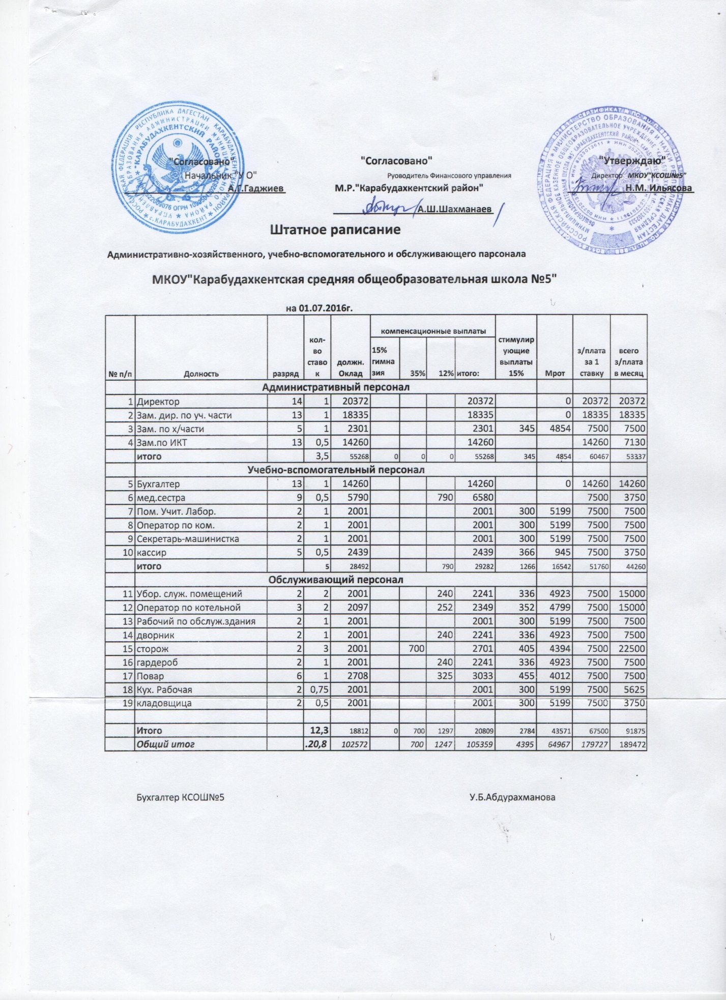 "Согласовано" "Согласовано" "Утверждаю"
Начальник "У О" Руоводитель Финансового управления Директор МКОУ"КСОШ№5"
А.Г.Гаджиев М.Р."Карабудахкентский район" Н.М. Ильясова
А.Ш.Шахманаев
Штатное раписание
Административно-хозяйственного, учебно-вспомогательного и обслуживающего парсонала
МКОУ"Карабудахкентская средняя общеобразовательная школа №5"
на 01.07.2016г.
№ п/п Долность разряд кол-во ставок должн. Оклад компенсационные выплаты 15% гимназия 35% 12% итого: стимулирующие выплаты 15% Мрот з/плата за 1 ставку всего з/плата в месяц
Административный персонал
1 Директор 14 1 20372 20372 0 20372 20372
2 Зам. дир. по уч. части 13 1 18335 18335 0 18335 18335
3 Зам. по х/части 5 1 2301 2301 345 4854 7500 7500
4 Зам.по ИКТ 13 0,5 14260 14260 14260 7130
итого 3,5 55268 0 0 0 55268 345 4854 60467 53337
Учебно-вспомогательный персонал
5 Бухгалтер 13 1 14260 14260 0 14260 14260
6 мед.сестра 9 0,5 5790 790 6580 7500 3750
7 Пом. Учит. Лабор. 2 1 2001 2001 300 5199 7500 7500
8 Оператор по ком. 2 1 2001 2001 300 5199 7500 7500
9 Секретарь-машинистка 2 1 2001 2001 300 5199 7500 7500
10 кассир 5 0,5 2439 2439 366 945 7500 3750
итого 5 28492 790 29282 1266 16542 51760 44260
Обслуживающий персонал
11 Убор. служ. помещений 2 2 2001 240 2241 336 4923 7500 15000
12 Оператор по котельной 3 2 2097 252 2349 352 4799 7500 15000
13 Рабочий по обслуж.здания 2 1 2001 2001 300 5199 7500 7500
14 дворник 2 1 2001 240 2241 336 4923 7500 7500
15 сторож 2 3 2001 700 2701 405 4394 7500 22500
16 гардероб 2 1 2001 240 2241 336 4923 7500 7500
17 Повар 6 1 2708 325 3033 455 4012 7500 7500
18 Кух. Рабочая 2 0,75 2001 2001 300 5199 7500 5625
19 кладовщица 2 0,5 2001 2001 300 5199 7500 3750
Итого 12,3 18812 0 700 1297 20809 2784 43571 67500 91875
Общий итог .20,8 102572 700 1247 105359 4395 64967 179727 189472
Бухгалтер КСОШ№5 У.Б.Абдурахманова